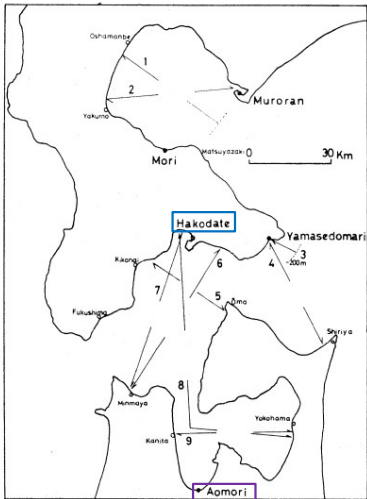 Oshamanbe
1
2
Muroran
Yakumo
Matsuyazaki
0 30
Km
Mori
Hakodate
Yamasedomari
3
4
-200m
6
Kikonai
7
5
Oma
Fukushima
Shiriya
8
Minmaya
Yokohama
9
Kanita
Aomori